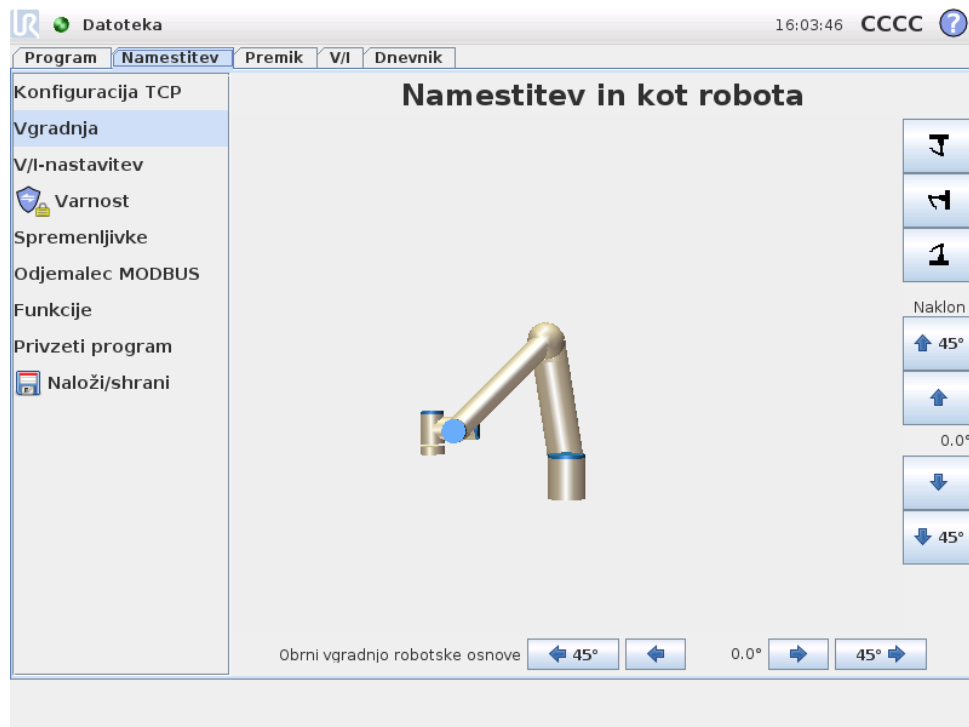 UR Datoteka 16:03:46 CCCC ?
Program Namestitev Premik V/I Dnevnik
Konfiguracija TCP
Vgradnja
V/I-nastavitev
Varnost
Spremenljivke
Odjemalec MODBUS
Funkcije
Privzeti program
Naloži/shrani
Namestitev in kot robota
Naklon
45°
0.0°
45°
Obrni vgradnjo robotske osnove 45° 0.0° 45°